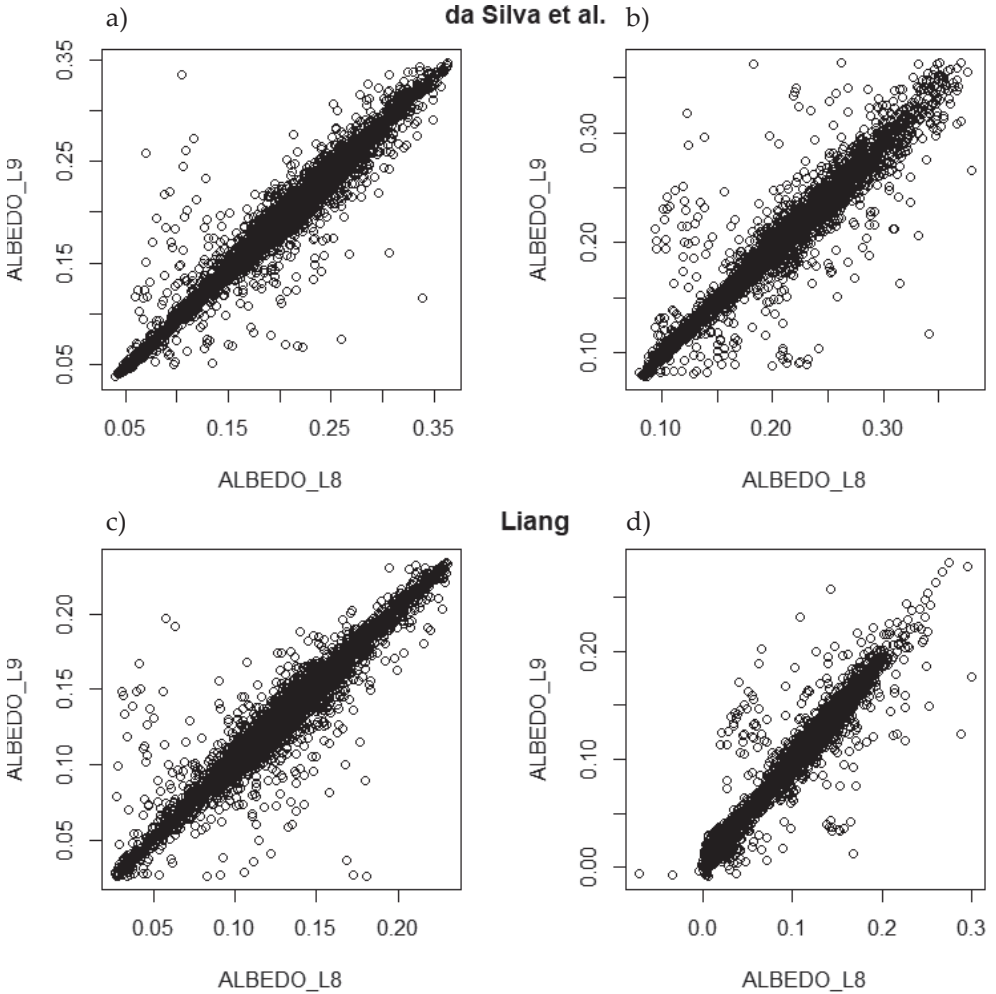 a) da Silva et al. b)
0.35
0.25
0.15
0.05
ALBEDO_L9
0.05 0.15 0.25 0.35
ALBEDO_L8
0.30
0.20
0.10
ALBEDO_L9
0.10 0.20 0.30
ALBEDO_L8
c) Liang d)
0.20
0.15
0.10
0.05
ALBEDO_L9
0.05 0.10 0.15 0.20
ALBEDO_L8
0.20
0.10
0.00
ALBEDO_L9
0.0 0.1 0.2 0.3
ALBEDO_L8